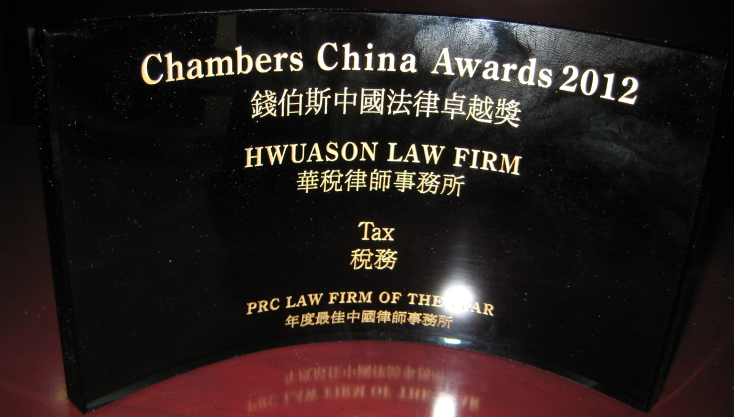 Chambers China Awards 2012
錢伯斯中國法律卓越獎
HWUASON LAW FIRM
華稅律師事務所
Tax
稅務
PRC LAW FIRM OF THE YEAR
年度最佳中國律師事務所